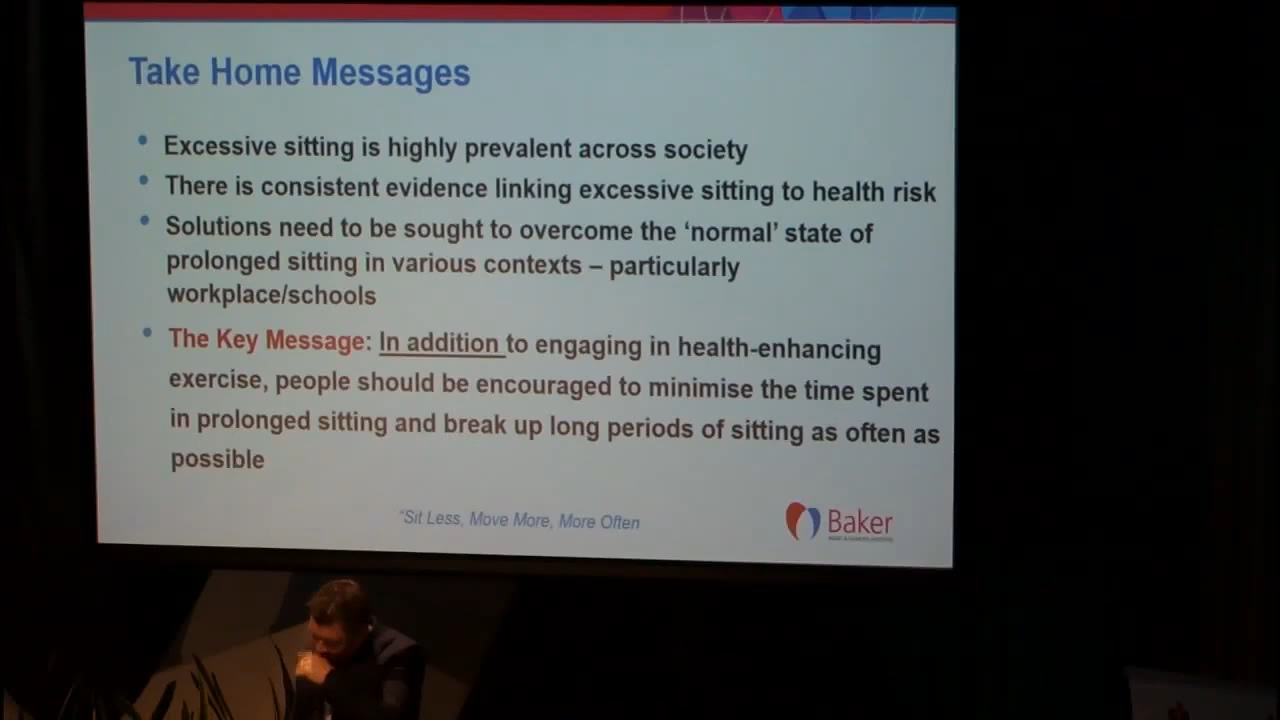 Take Home Messages
• Excessive sitting is highly prevalent across society
• There is consistent evidence linking excessive sitting to health risk
• Solutions need to be sought to overcome the ‘normal’ state of
prolonged sitting in various contexts – particularly
workplace/schools
• The Key Message: In addition to engaging in health-enhancing
exercise, people should be encouraged to minimise the time spent
in prolonged sitting and break up long periods of sitting as often as
possible
“Sit Less, Move More, More Often
Baker